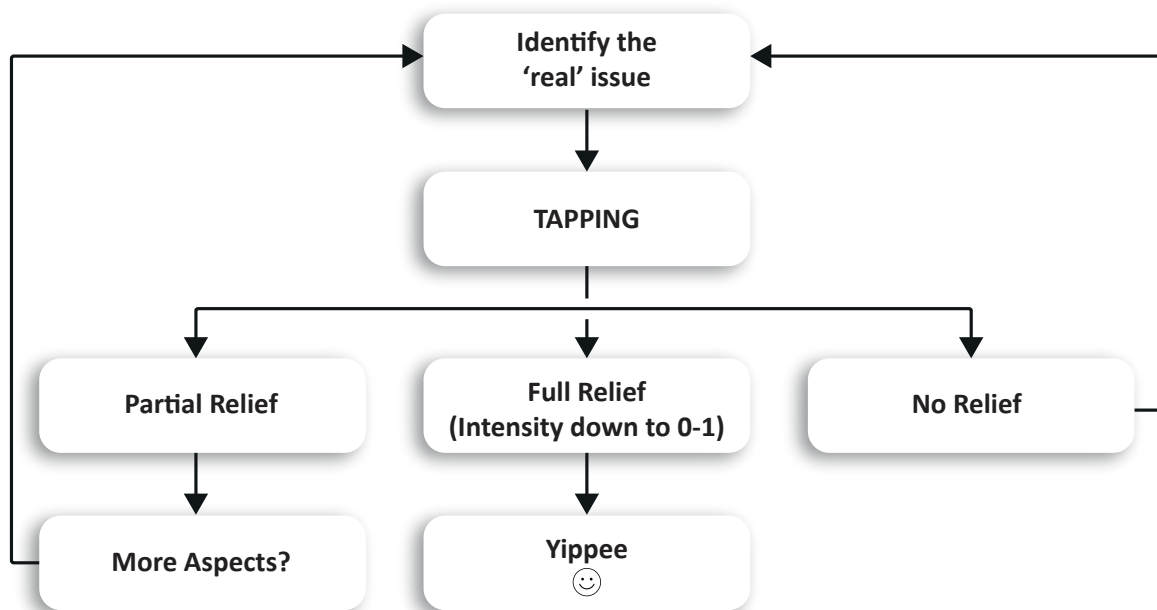 Identify the
‘real’ issue
TAPPING
Partial Relief
Full Relief
(Intensity down to 0-1)
No Relief
More Aspects?
Yippee